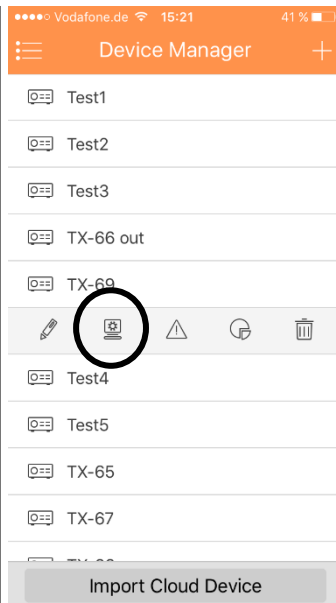 Vodafone.de 15:21 41 %
Device Manager
Test1
Test2
Test3
TX-66 out
TX-69
Test4
Test5
TX-65
TX-67
Import Cloud Device